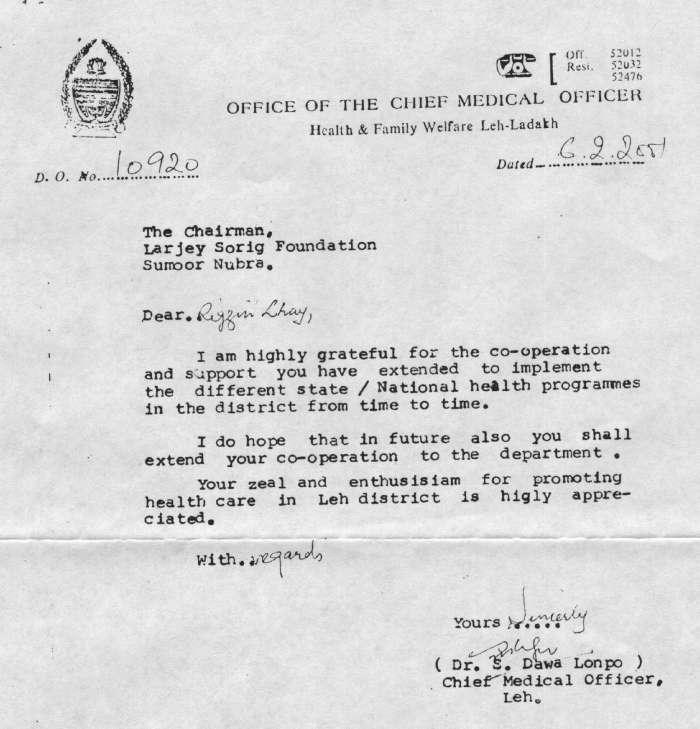 Off. 52012
Resi. 52032
52476
OFFICE OF THE CHIEF MEDICAL OFFICER
Health & Family Welfare Leh-Ladakh
D. O. No. 10920
Dated 6.2.2001
The Chairman,
Larjey Sorig Foundation
Sumoor Nubra.
Dear. Rigzin Lhay,
I am highly grateful for the co-operation
and support you have extended to implement
the different state / National health programmes
in the district from time to time.
I do hope that in future also you shall
extend your co-operation to the department .
Your zeal and enthusisiam for promoting
health care in Leh district is higly appre-
ciated.
With.. regards
Yours Sincerly
( Dr. S. Dawa Lonpo )
Chief Medical Officer,
Leh.